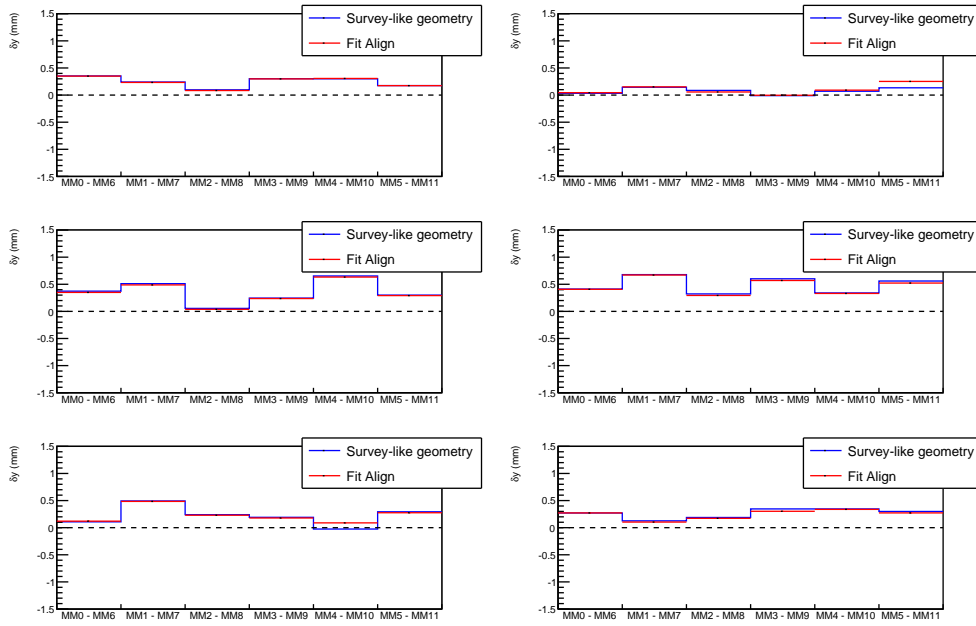 δy (mm)
1.5
1
0.5
0
-0.5
-1
-1.5
Survey-like geometry
Fit Align
MM0 - MM6 MM1 - MM7 MM2 - MM8 MM3 - MM9 MM4 - MM10 MM5 - MM11
δy (mm)
1.5
1
0.5
0
-0.5
-1
-1.5
Survey-like geometry
Fit Align
MM0 - MM6 MM1 - MM7 MM2 - MM8 MM3 - MM9 MM4 - MM10 MM5 - MM11
δy (mm)
1.5
1
0.5
0
-0.5
-1
-1.5
Survey-like geometry
Fit Align
MM0 - MM6 MM1 - MM7 MM2 - MM8 MM3 - MM9 MM4 - MM10 MM5 - MM11
δy (mm)
1.5
1
0.5
0
-0.5
-1
-1.5
Survey-like geometry
Fit Align
MM0 - MM6 MM1 - MM7 MM2 - MM8 MM3 - MM9 MM4 - MM10 MM5 - MM11
δy (mm)
1.5
1
0.5
0
-0.5
-1
-1.5
Survey-like geometry
Fit Align
MM0 - MM6 MM1 - MM7 MM2 - MM8 MM3 - MM9 MM4 - MM10 MM5 - MM11
δy (mm)
1.5
1
0.5
0
-0.5
-1
-1.5
Survey-like geometry
Fit Align
MM0 - MM6 MM1 - MM7 MM2 - MM8 MM3 - MM9 MM4 - MM10 MM5 - MM11